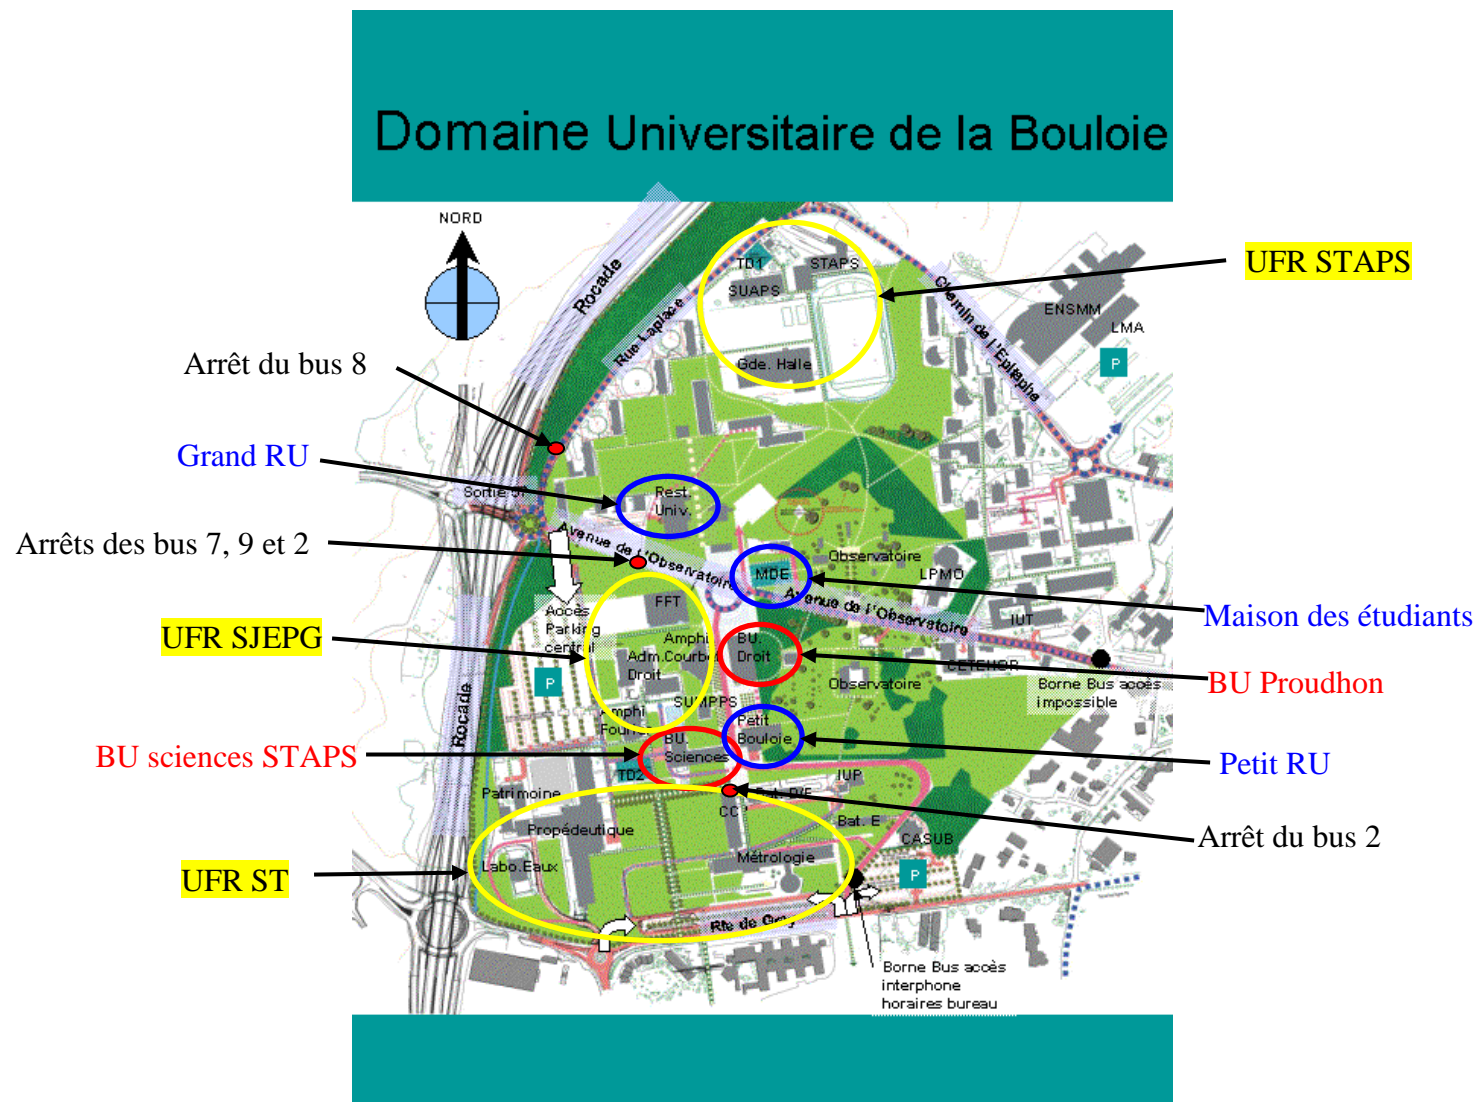 Domaine Universitaire de la Bouloie
NORD
Rocade
Rue Laplace
TD1
STAPS
SUAPS
Gde. Halle
Chemin de l'Epitaphe
ENSMM
LMA
P
UFR STAPS
Arrêt du bus 8
Grand RU
Sortie 51
Rest.
Univ.
Arrêts des bus 7, 9 et 2
Avenue de l'Observatoire
MDE
Observatoire
LPMO
Avenue de l'Observatoire
IUT
Maison des étudiants
Accès
Parking
central
FFT
UFR SJEPG
Amphi
Adm.Courbet
Droit
BU.
Droit
CETEHOR
Borne Bus accès
impossible
BU Proudhon
P
Observatoire
SUMPPS
Rocade
Amphi
Fourier
Petit
Bouloie
BU sciences STAPS
BU.
Sciences
TD2
IUP
Petit RU
Patrimoine
CC
Bat. E
Propédeutique
CASUB
Arrêt du bus 2
Métrologie
Labo.Eaux
P
UFR ST
Rte de Gray
Borne Bus accès
interphone
horaires bureau